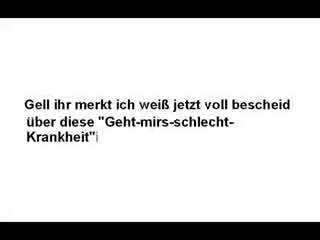 Gell ihr merkt ich weiß jetzt voll bescheid
über diese "Geht-mirs-schlecht-
Krankheit"